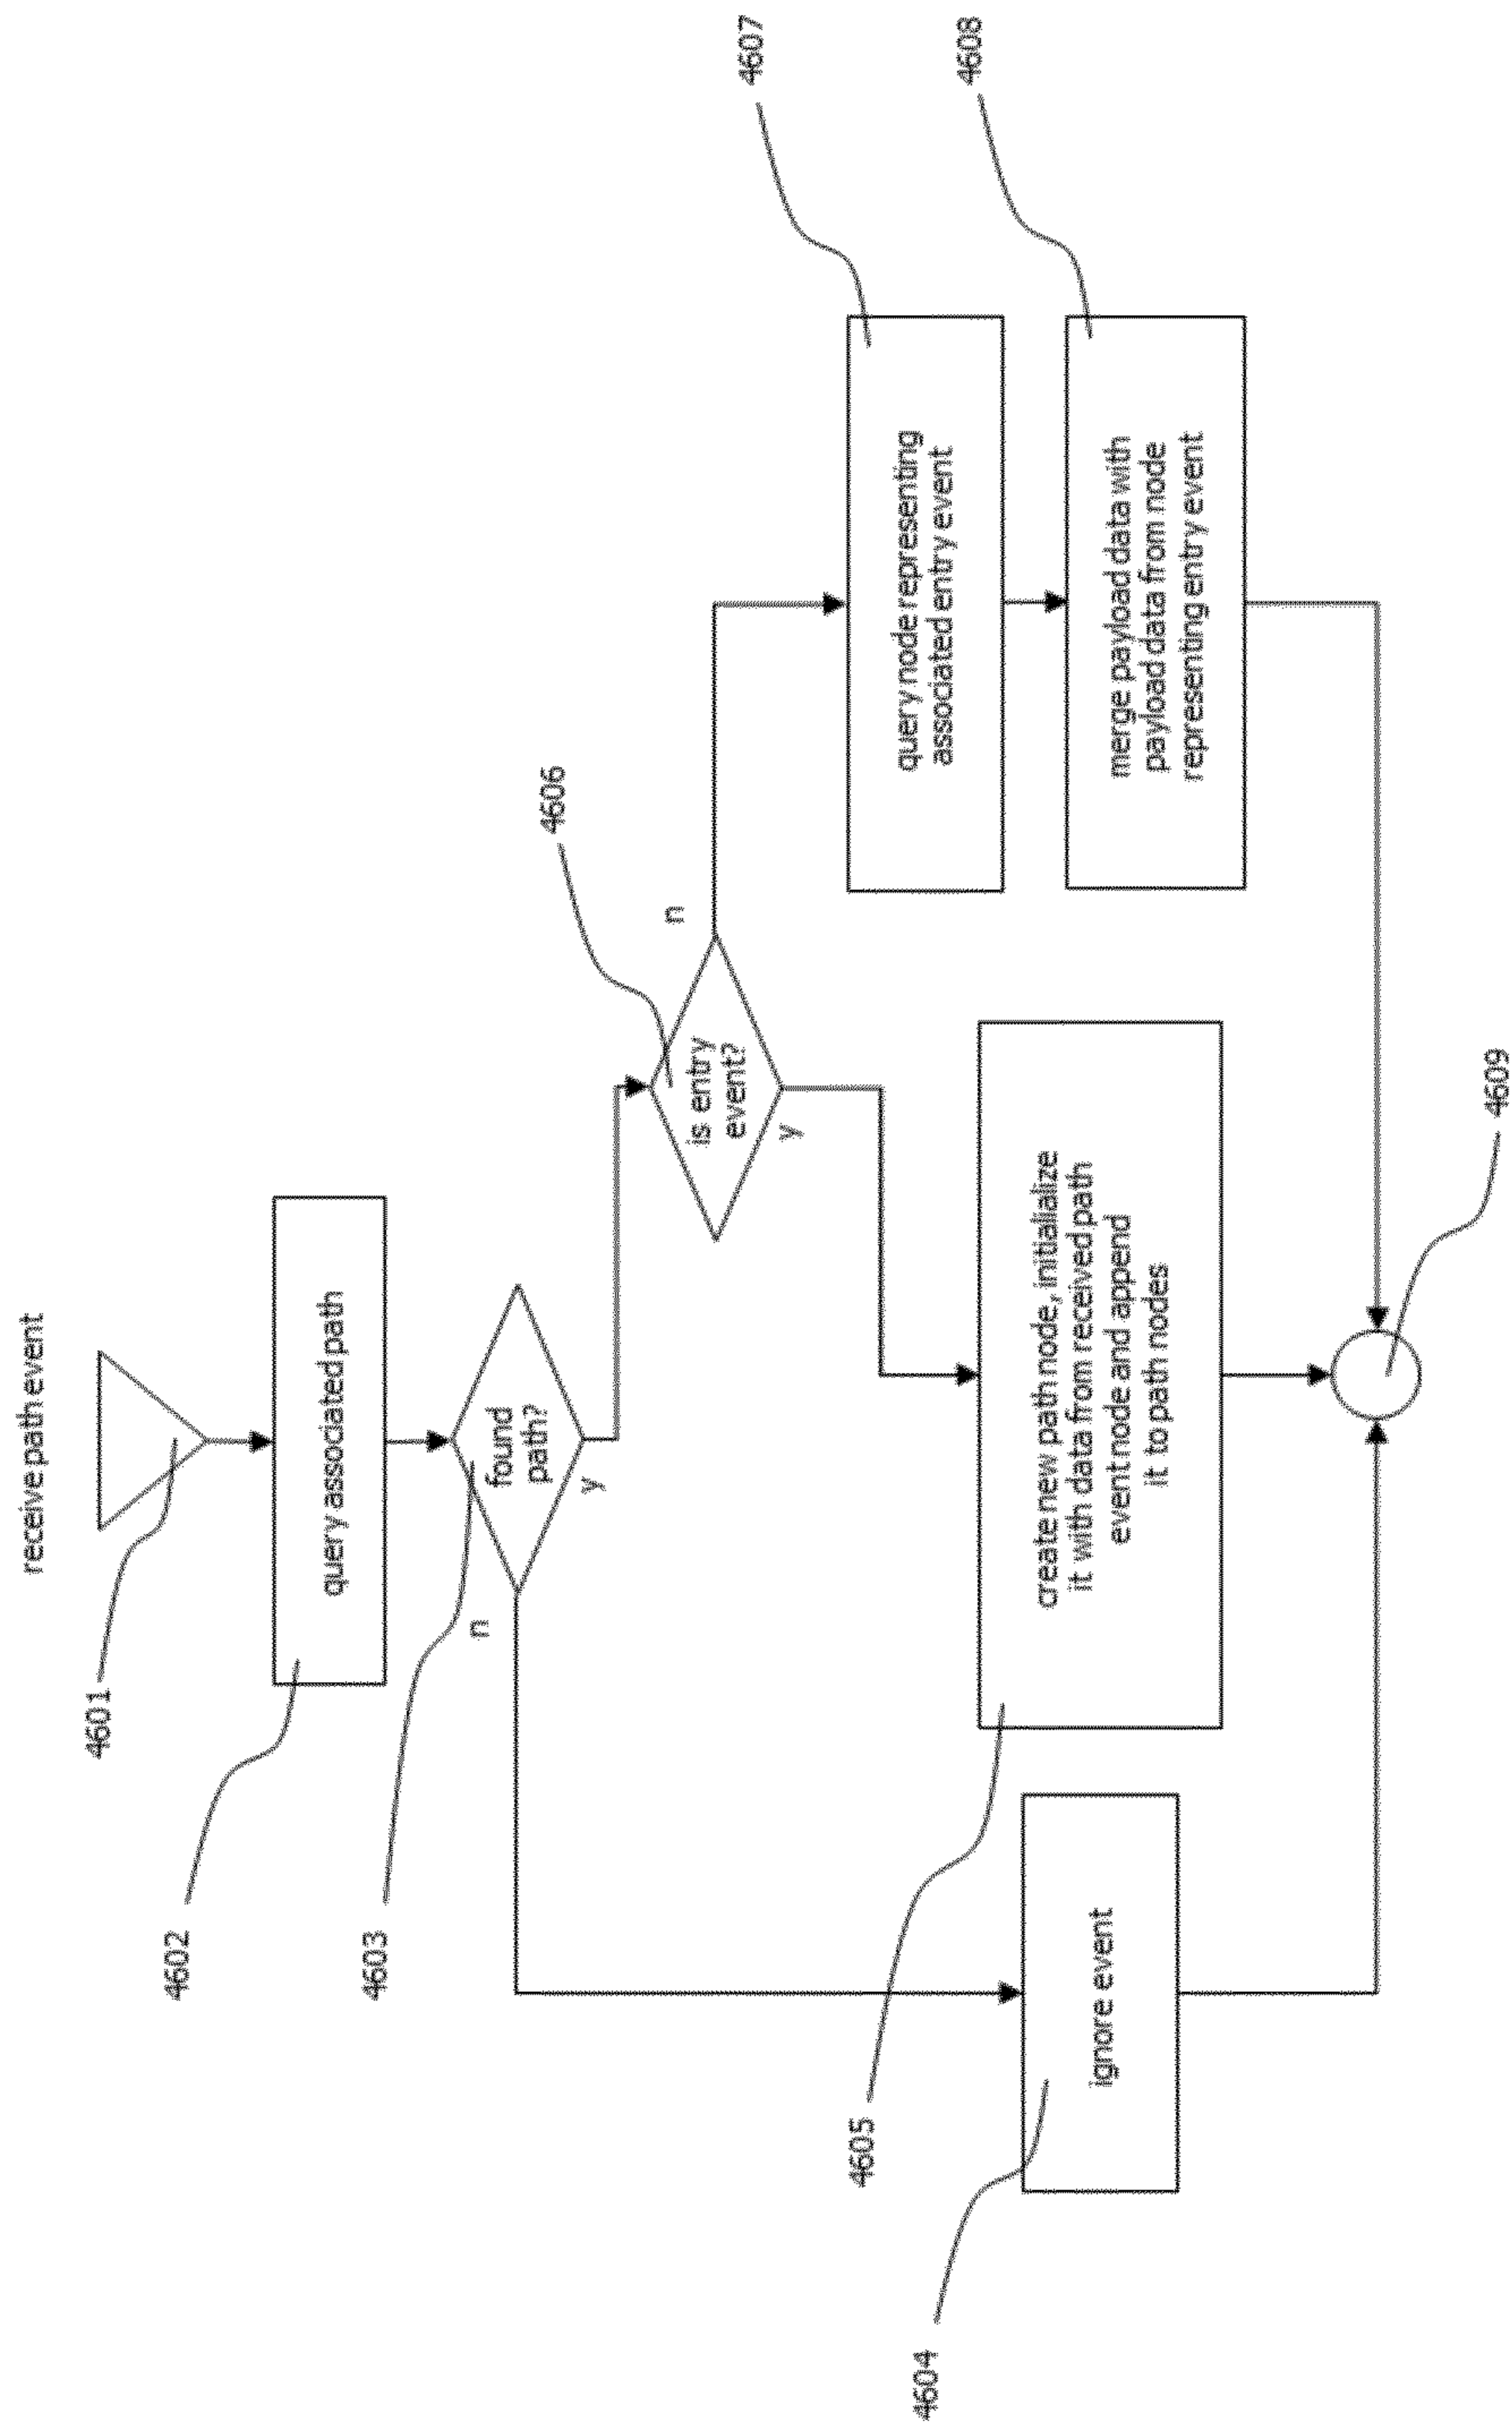 receive path event
4601
query associated path
4602
found
path?
4603
n
y
is entry
event?
4606
n
y
query node representing
associated entry event
4607
merge payload data with
payload data from node
representing entry event
4608
create new path node, initialialize
it with data from received path
event node and append
it to path nodes
4605
ignore event
4604
4609